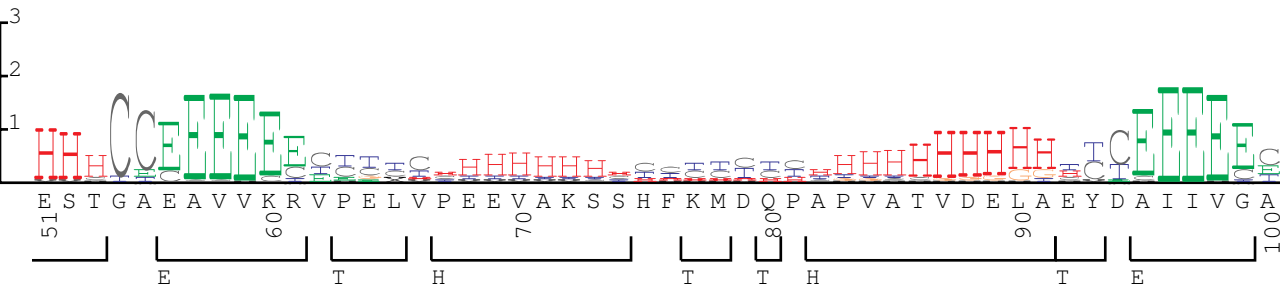 3
2
1
H H H C C E E E E E E C T T T C H H H H H H H H H H H H H H T C E E E E E C
E S T G A E A V V K R V P E L V P E E V A K S S H F K M D Q P A P V A T V D E L A E Y D A I I V G A
51 60 70 80 90 100
E T H T T H T E